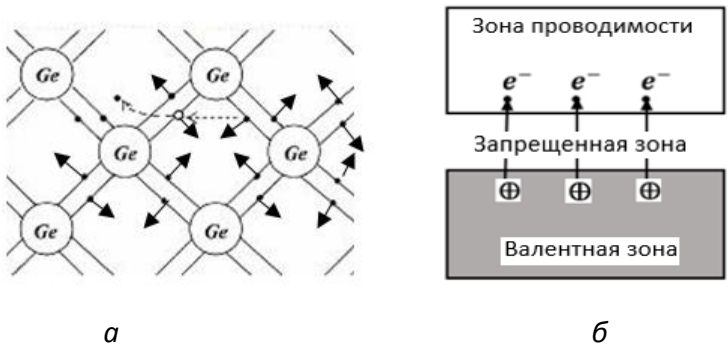 Ge
Ge
Ge
Ge
Ge
Ge
а
Зона проводимости
e⁻ e⁻ e⁻
Запрещенная зона
⊕ ⊕ ⊕
Валентная зона
б